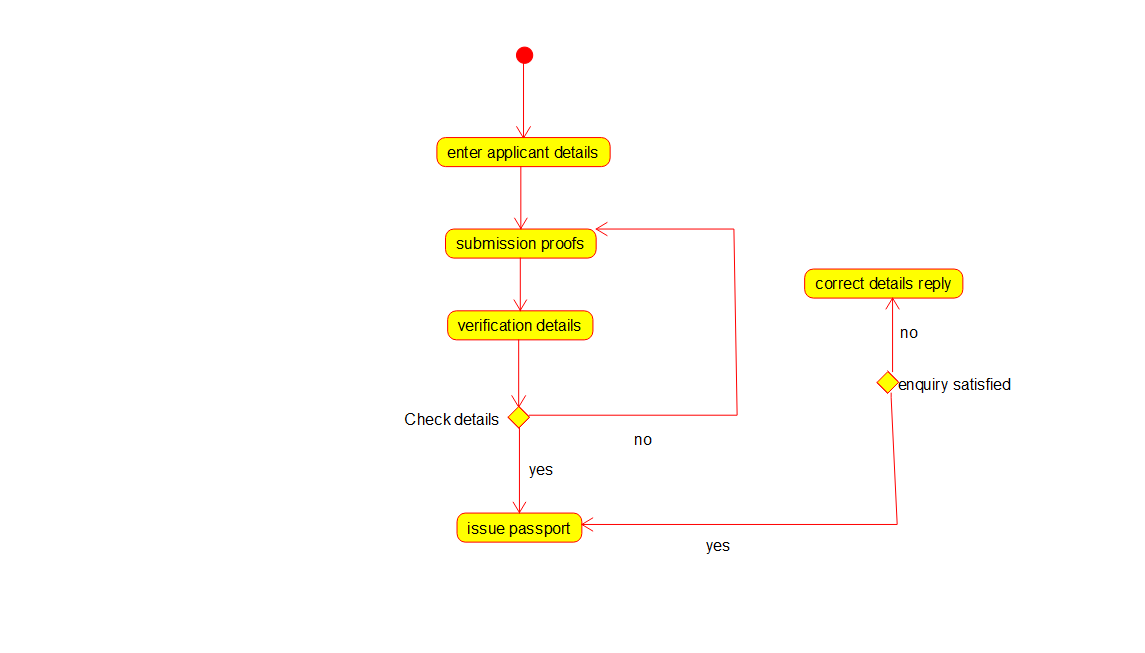 enter applicant details
submission proofs
correct details reply
verification details
no
enquiry satisfied
Check details
no
yes
issue passport
yes